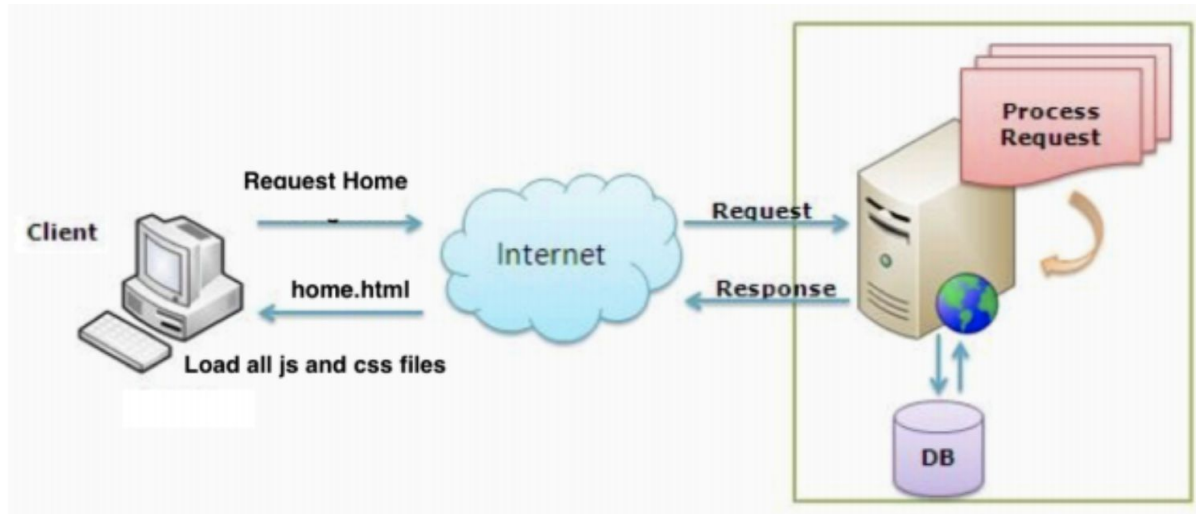 Client
Request Home
home.html
Load all js and css files
Internet
Request
Response
Process
Request
DB